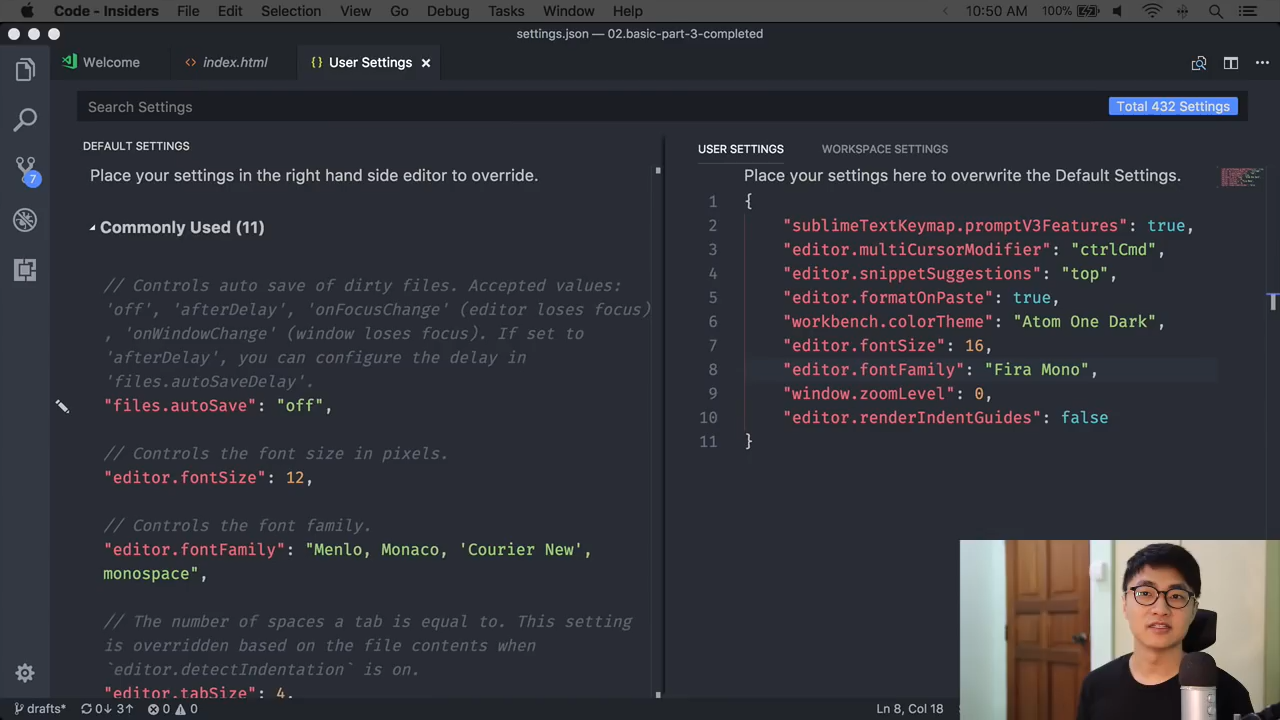 Code - Insiders File Edit Selection View Go Debug Tasks Window Help 10:50 AM 100%
settings.json — 02.basic-part-3-completed
Welcome <> index.html {} User Settings ×
Search Settings Total 432 Settings
DEFAULT SETTINGS
Place your settings in the right hand side editor to override.
Commonly Used (11)
// Controls auto save of dirty files. Accepted values:
'off', 'afterDelay', 'onFocusChange' (editor loses focus)
, 'onWindowChange' (window loses focus). If set to
'afterDelay', you can configure the delay in
'files.autoSaveDelay'.
"files.autoSave": "off",
// Controls the font size in pixels.
"editor.fontSize": 12,
// Controls the font family.
"editor.fontFamily": "Menlo, Monaco, 'Courier New',
monospace",
// The number of spaces a tab is equal to. This setting
is overridden based on the file contents when
`editor.detectIndentation` is on.
"editor.tabSize": 4,
USER SETTINGS WORKSPACE SETTINGS
Place your settings here to overwrite the Default Settings.
1 {
2 "sublimeTextKeymap.promptV3Features": true,
3 "editor.multiCursorModifier": "ctrlCmd",
4 "editor.snippetSuggestions": "top",
5 "editor.formatOnPaste": true,
6 "workbench.colorTheme": "Atom One Dark",
7 "editor.fontSize": 16,
8 "editor.fontFamily": "Fira Mono",
9 "window.zoomLevel": 0,
10 "editor.renderIndentGuides": false
11 }
7
drafts* 0↓ 3↑ 0 0 Ln 8, Col 18